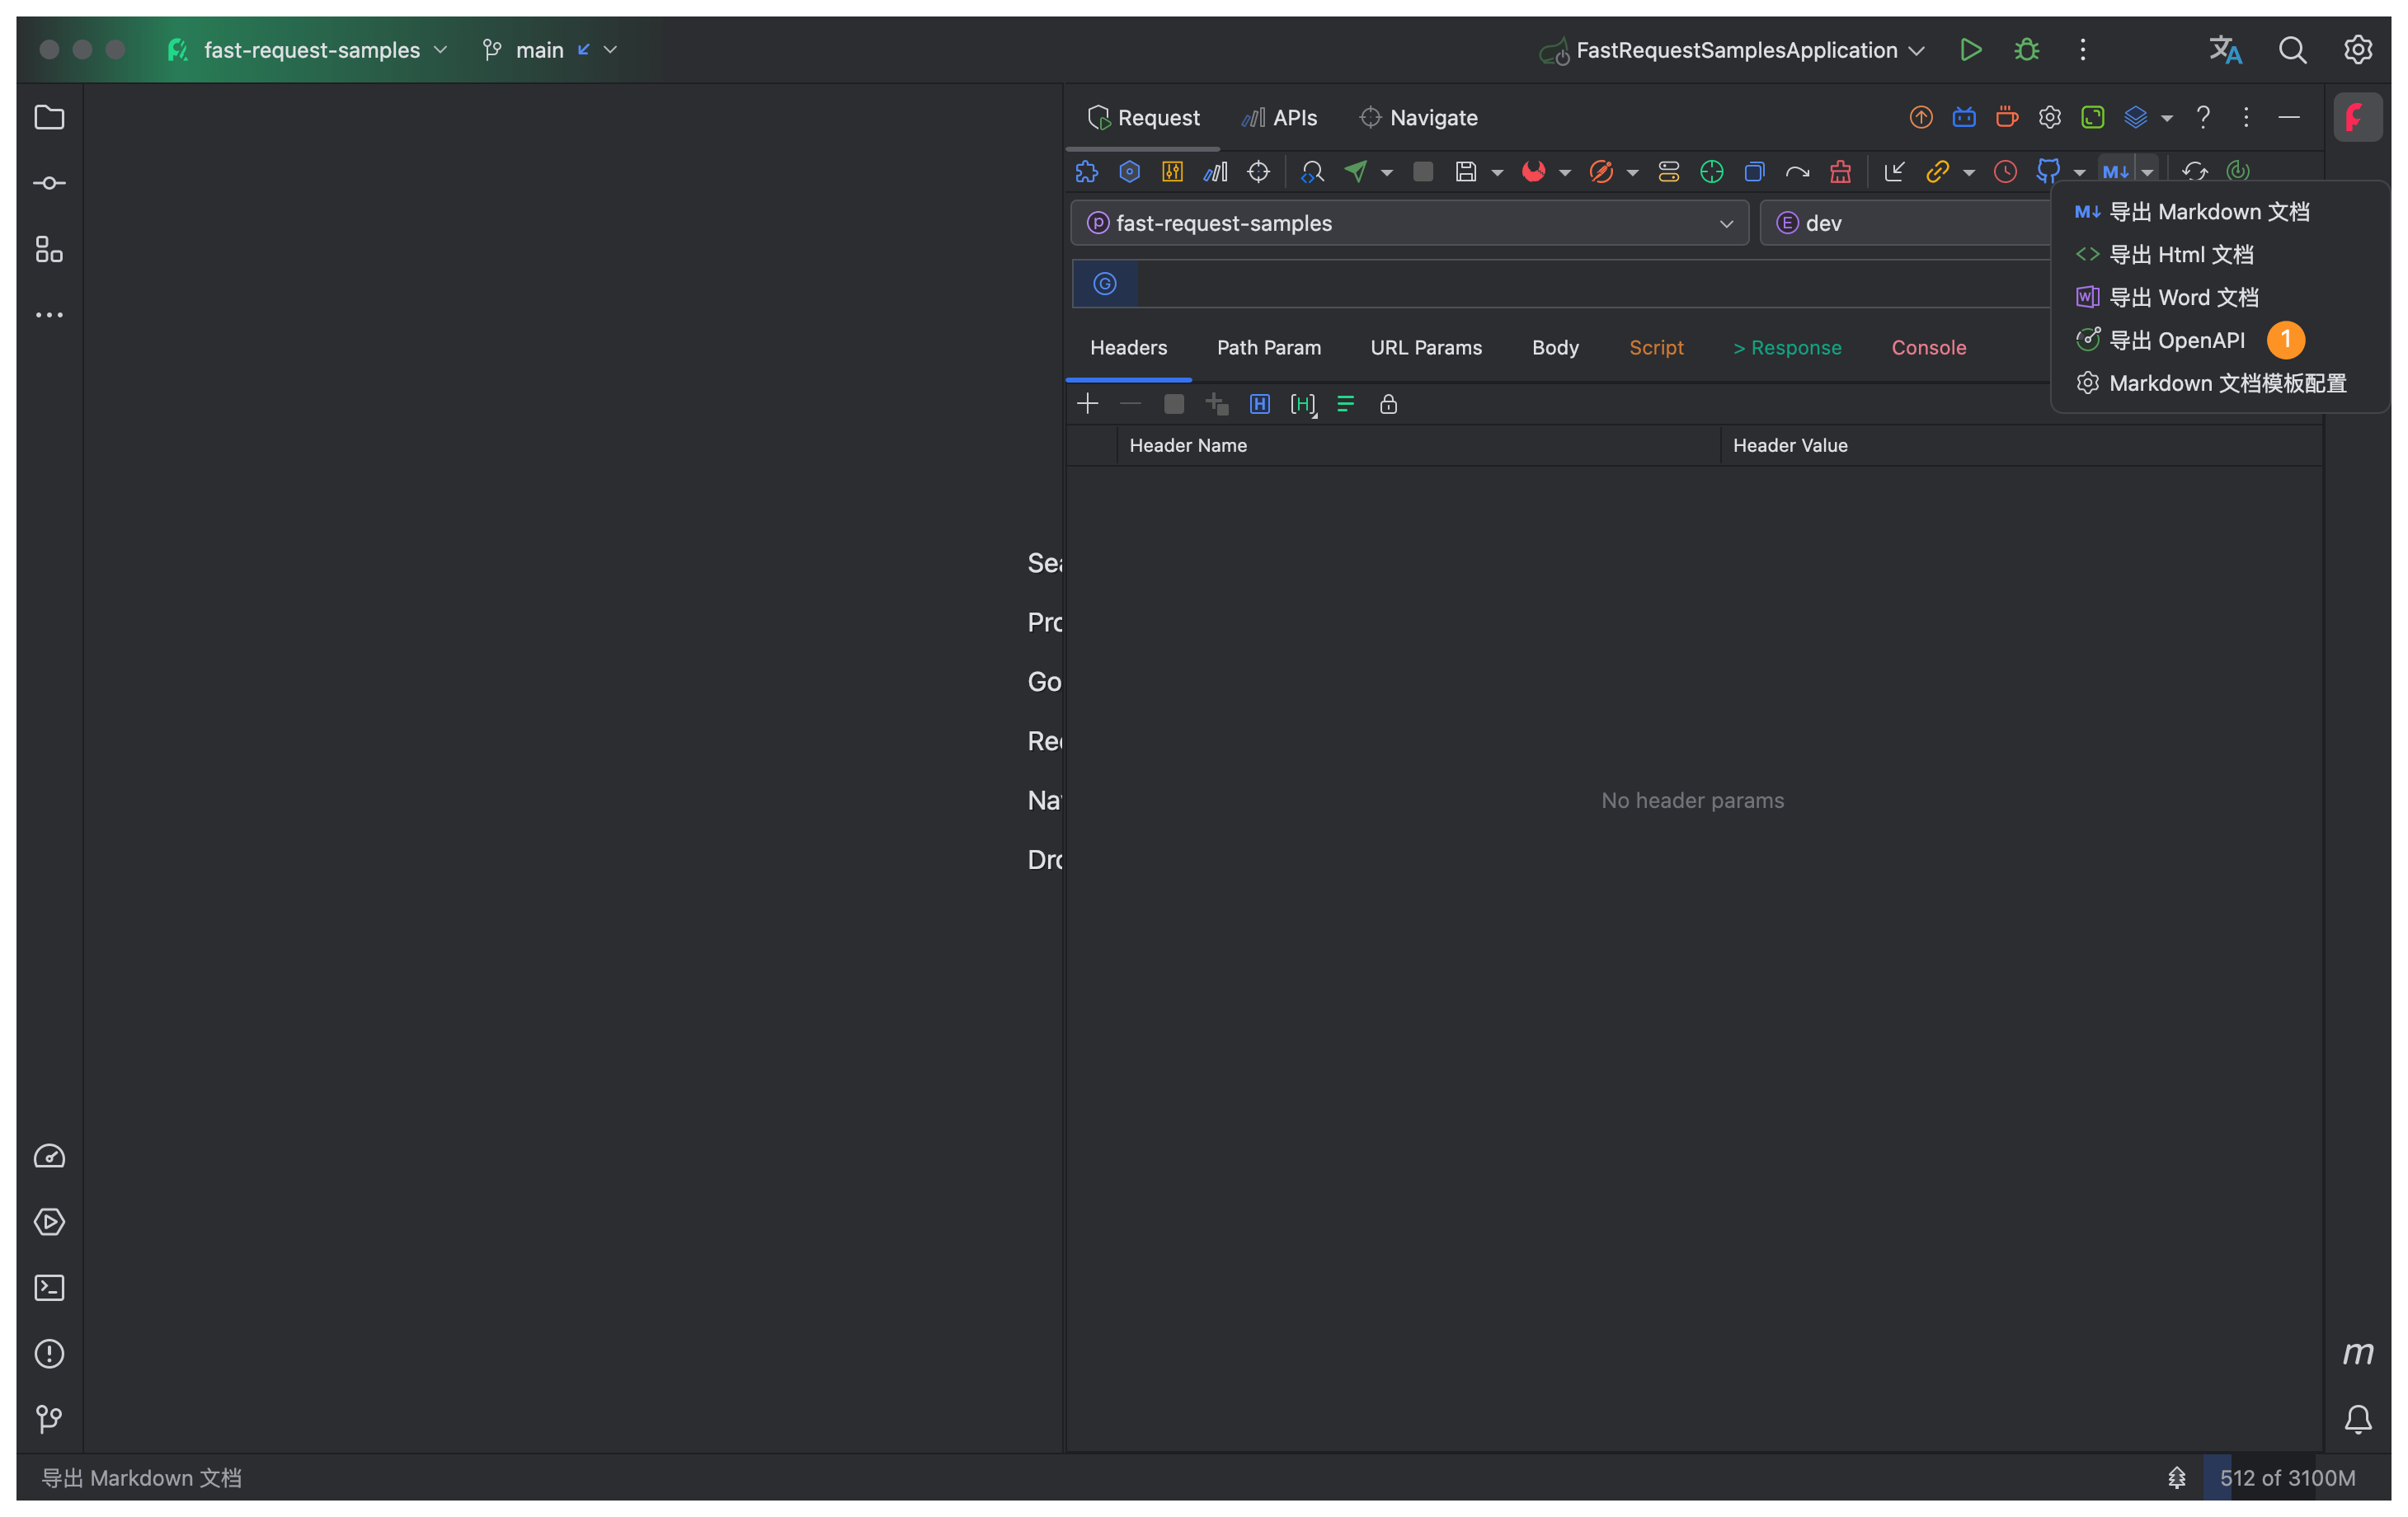 fast-request-samples
main
FastRequestSamplesApplication
Request
APIs
Navigate
M↓
fast-request-samples
dev
导出 Markdown 文档
导出 Html 文档
导出 Word 文档
导出 OpenAPI 1
Markdown 文档模板配置
Headers
Path Param
URL Params
Body
Script
> Response
Console
Header Name
Header Value
Sea
Pro
Go
Rec
Nav
Dro
No header params
导出 Markdown 文档
512 of 3100M